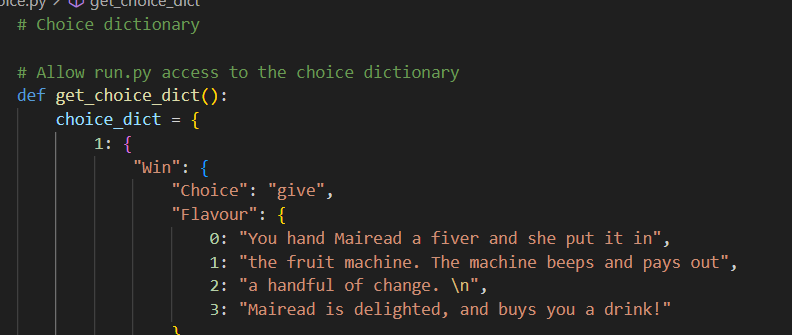 oice.py > get_choice_dict
# Choice dictionary
# Allow run.py access to the choice dictionary
def get_choice_dict():
choice_dict = {
1: {
"Win": {
"Choice": "give",
"Flavour": {
0: "You hand Mairead a fiver and she put it in",
1: "the fruit machine. The machine beeps and pays out",
2: "a handful of change. \n",
3: "Mairead is delighted, and buys you a drink!"
}